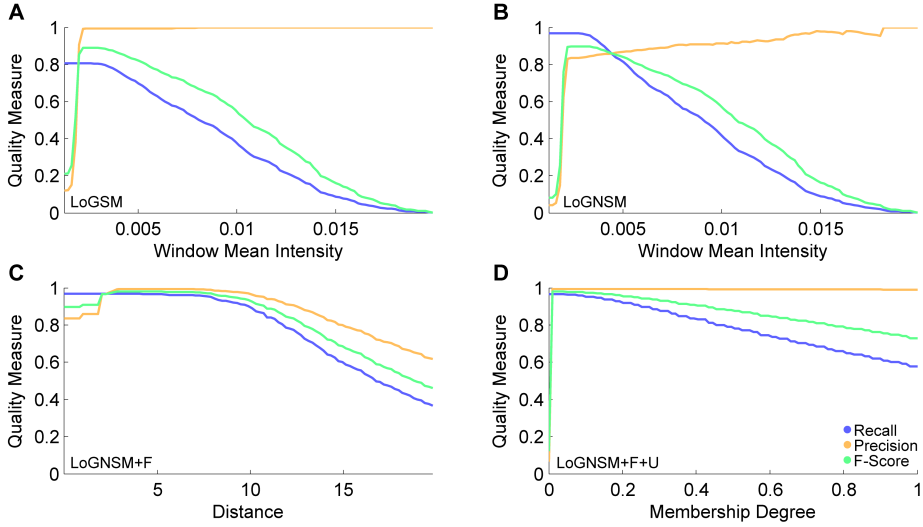 A
Quality Measure
1
0.8
0.6
0.4
0.2
0
LoGSM
0.005
0.01
0.015
Window Mean Intensity
B
Quality Measure
1
0.8
0.6
0.4
0.2
0
LoGNSM
0.005
0.01
0.015
Window Mean Intensity
C
Quality Measure
1
0.8
0.6
0.4
0.2
0
LoGNSM+F
5
10
15
Distance
D
Quality Measure
1
0.8
0.6
0.4
0.2
0
Recall
Precision
F-Score
LoGNSM+F+U
0
0.2
0.4
0.6
0.8
1
Membership Degree